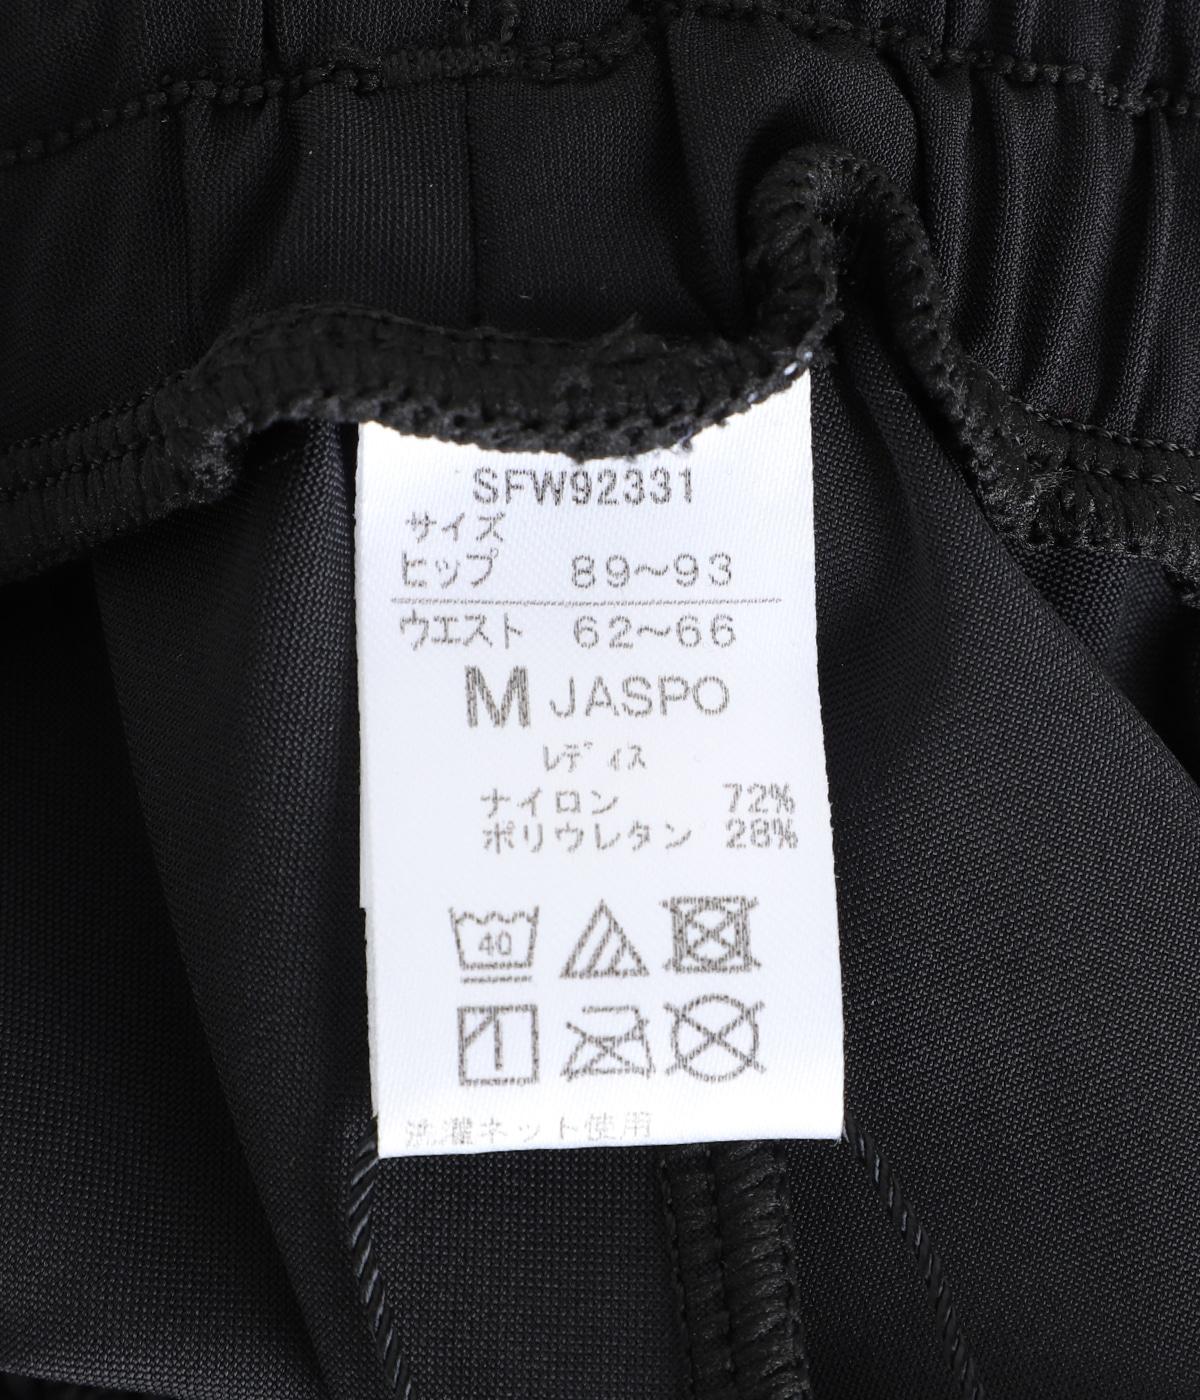 SFW92331
サイズ
ヒップ 89～93
ウエスト 62～66
M JASPO
レディス
ナイロン 72%
ポリウレタン 28%
40
洗濯ネット使用